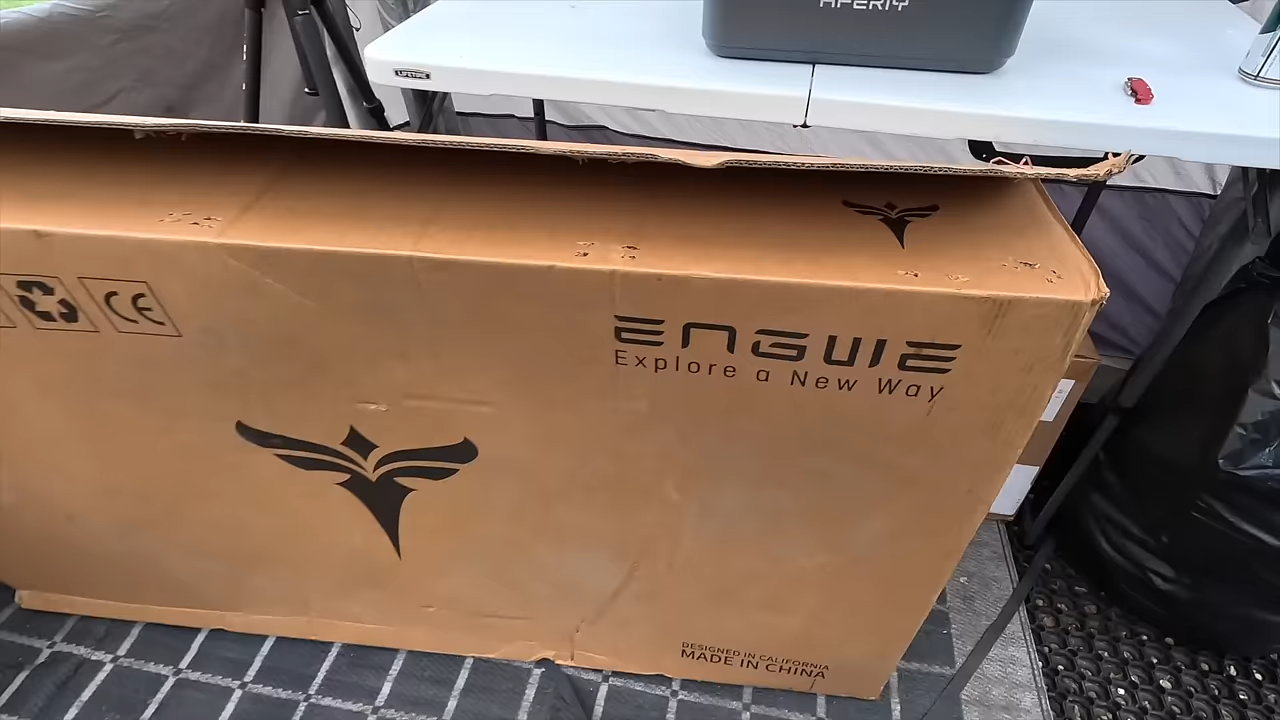 AFERIY
LIFETIME
CE
ENGWE
Explore a New Way
DESIGNED IN CALIFORNIA
MADE IN CHINA